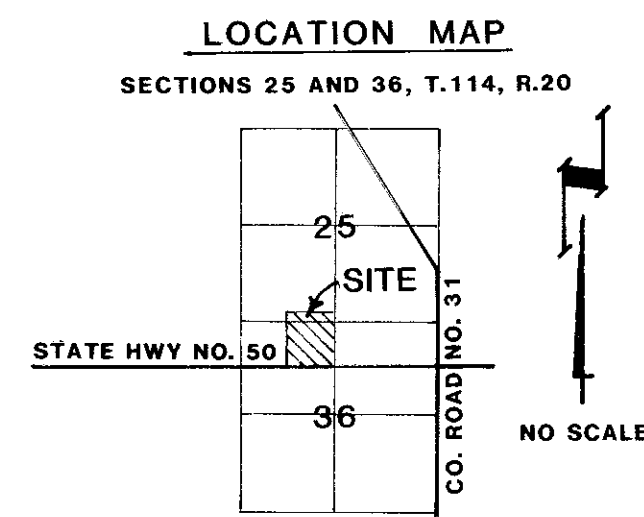 LOCATION MAP
SECTIONS 25 AND 36, T.114, R.20
25
SITE
STATE HWY NO. 50
CO. ROAD NO. 31
36
NO SCALE